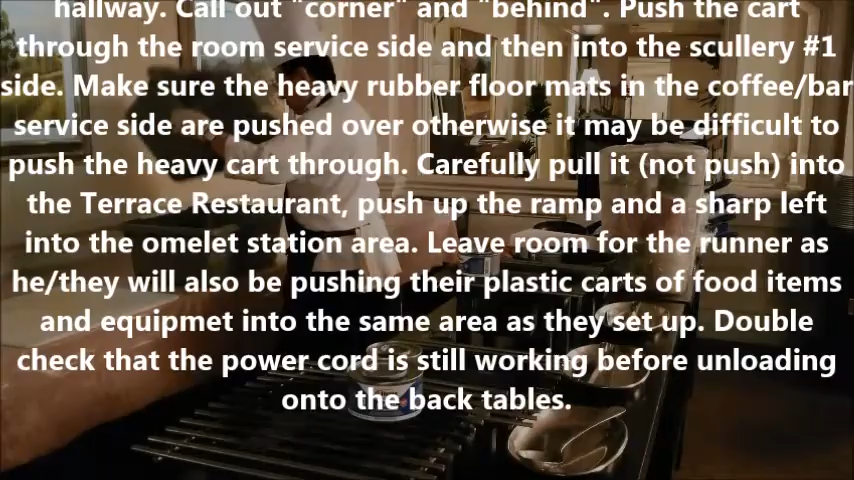 hallway. Call out "corner" and "behind". Push the cart
through the room service side and then into the scullery #1
side. Make sure the heavy rubber floor mats in the coffee/bar
service side are pushed over otherwise it may be difficult to
push the heavy cart through. Carefully pull it (not push) into
the Terrace Restaurant, push up the ramp and a sharp left
into the omelet station area. Leave room for the runner as
he/they will also be pushing their plastic carts of food items
and equipmet into the same area as they set up. Double
check that the power cord is still working before unloading
onto the back tables.